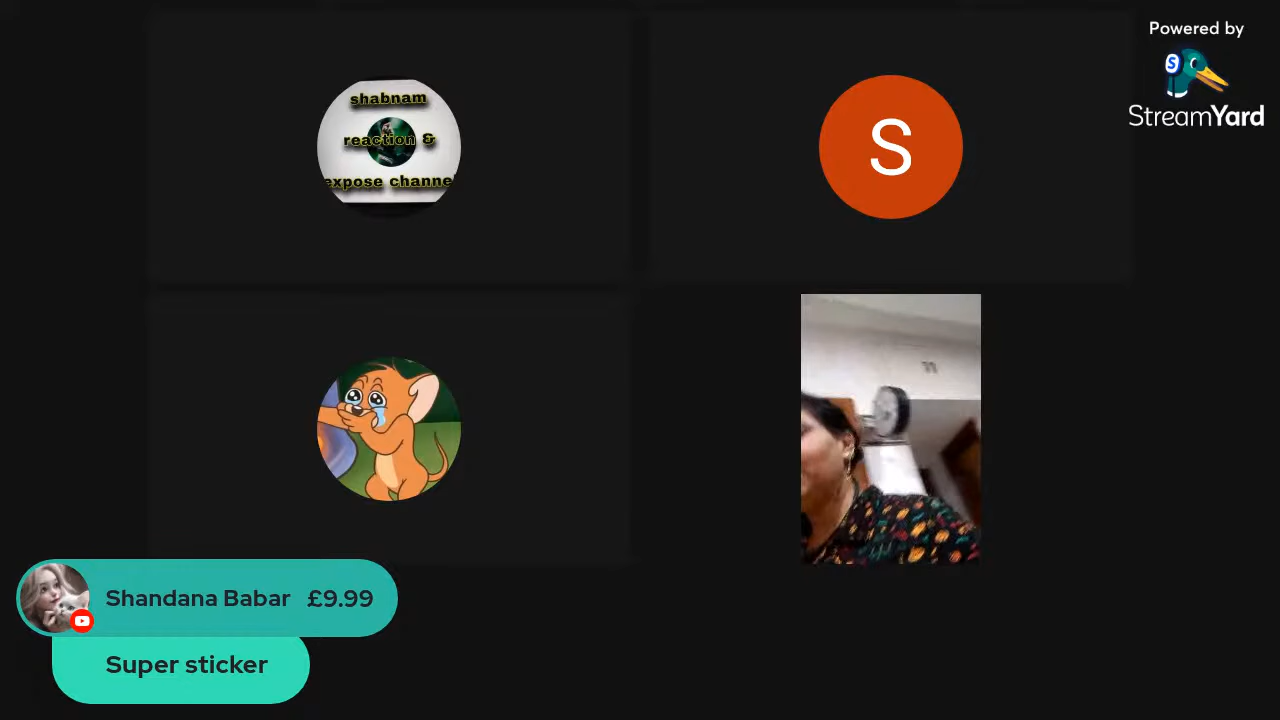 Powered by
StreamYard
shabnam
reaction &
expose channel
S
Shandana Babar £9.99
Super sticker